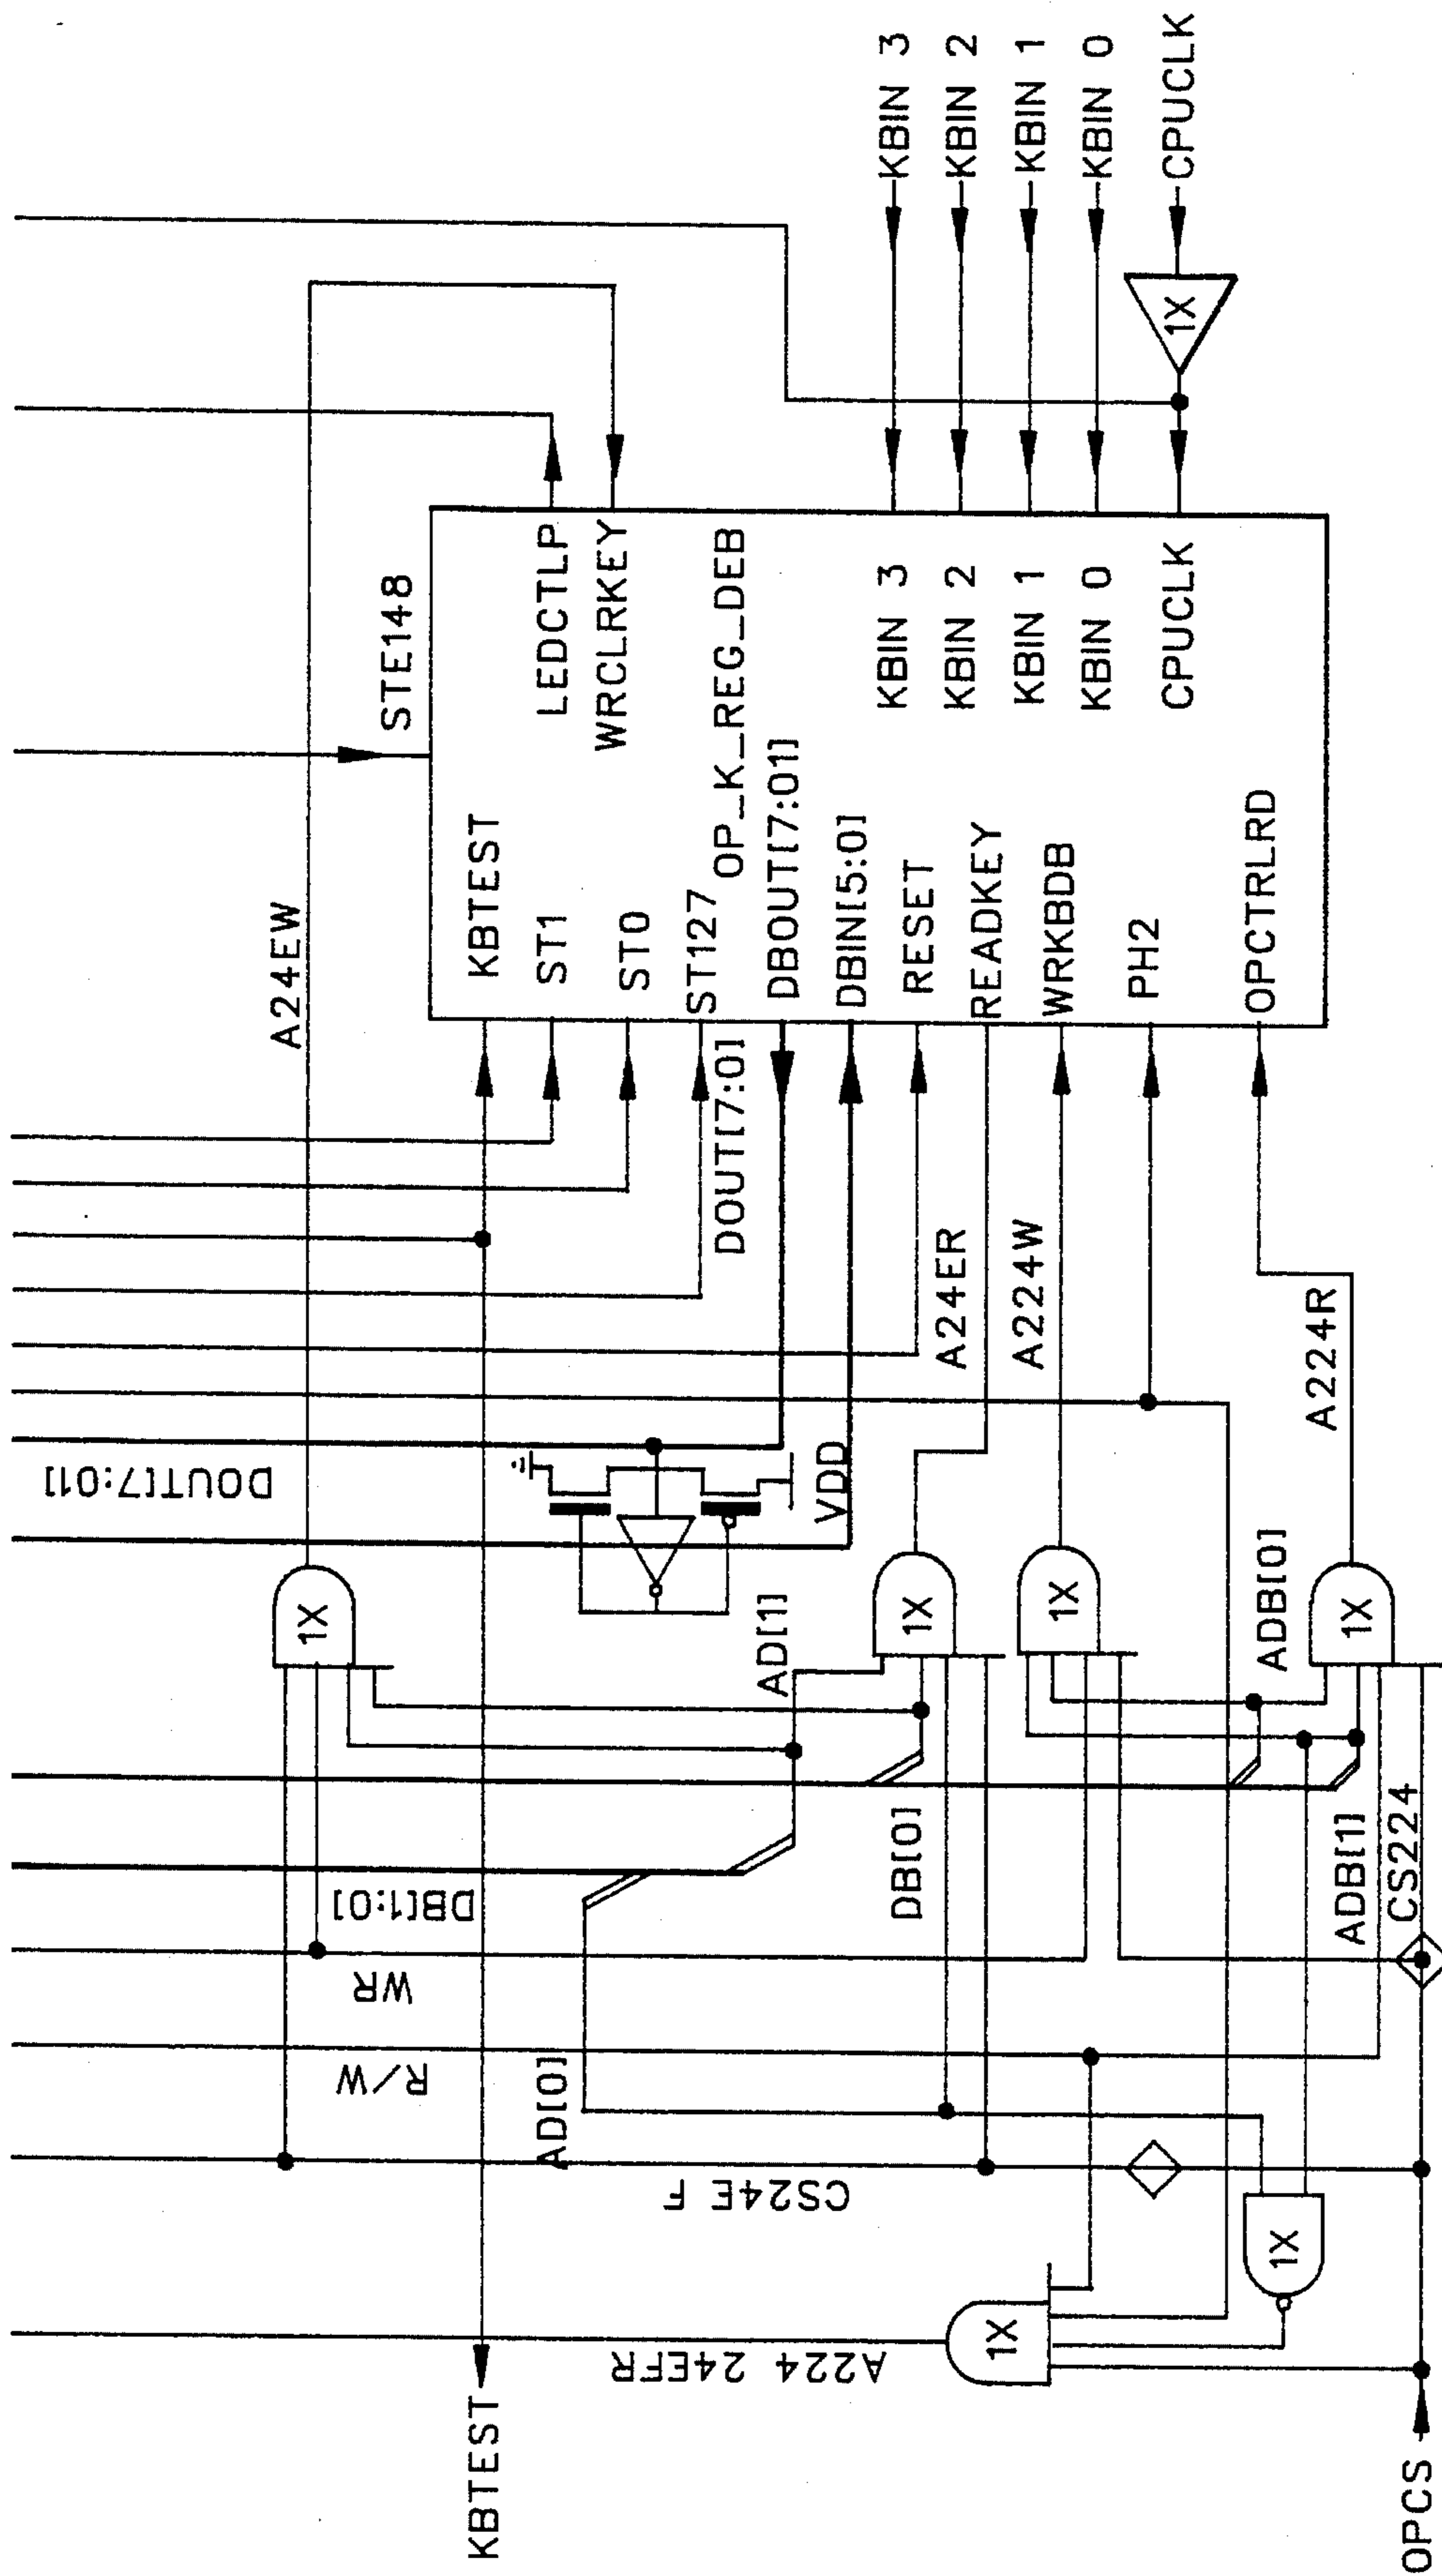 KBIN 3
KBIN 2
KBIN 1
KBIN 0
CPUCLK
1X
STE148
LEDCTLP
WRCLRKEY
OP_K_REG_DEB
KBIN 3
KBIN 2
KBIN 1
KBIN 0
CPUCLK
KBTEST
ST1
ST0
ST127
DBOUT[7:01]
DBIN[5:0]
RESET
READKEY
WRKBDB
PH2
OPCTRLRD
A24EW
DOUT[7:0]
A24ER
A224W
A224R
DOUT[7:01]
VDD
1X
1X
1X
1X
AD[1]
ADB[0]
DB[1:0]
DB[0]
ADB[1]
CS224
WR
R/W
AD[0]
CS24E F
1X
1X
A224 24EFR
KBTEST
OPCS